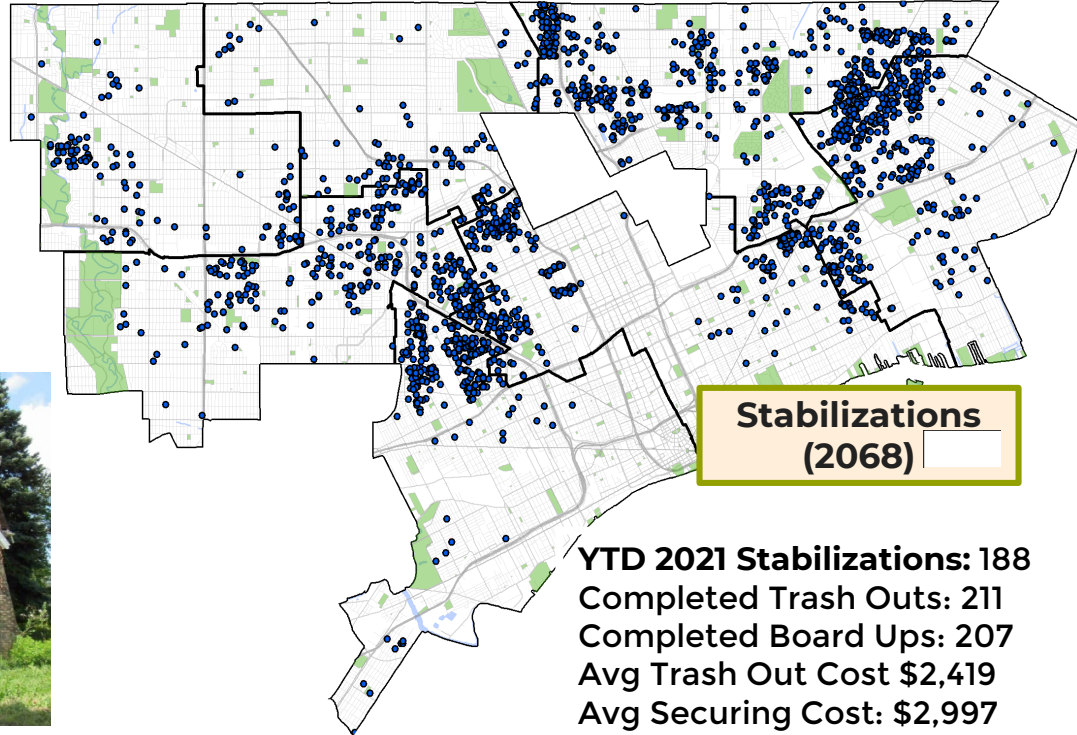 Stabilizations
(2068)
YTD 2021 Stabilizations: 188
Completed Trash Outs: 211
Completed Board Ups: 207
Avg Trash Out Cost $2,419
Avg Securing Cost: $2,997